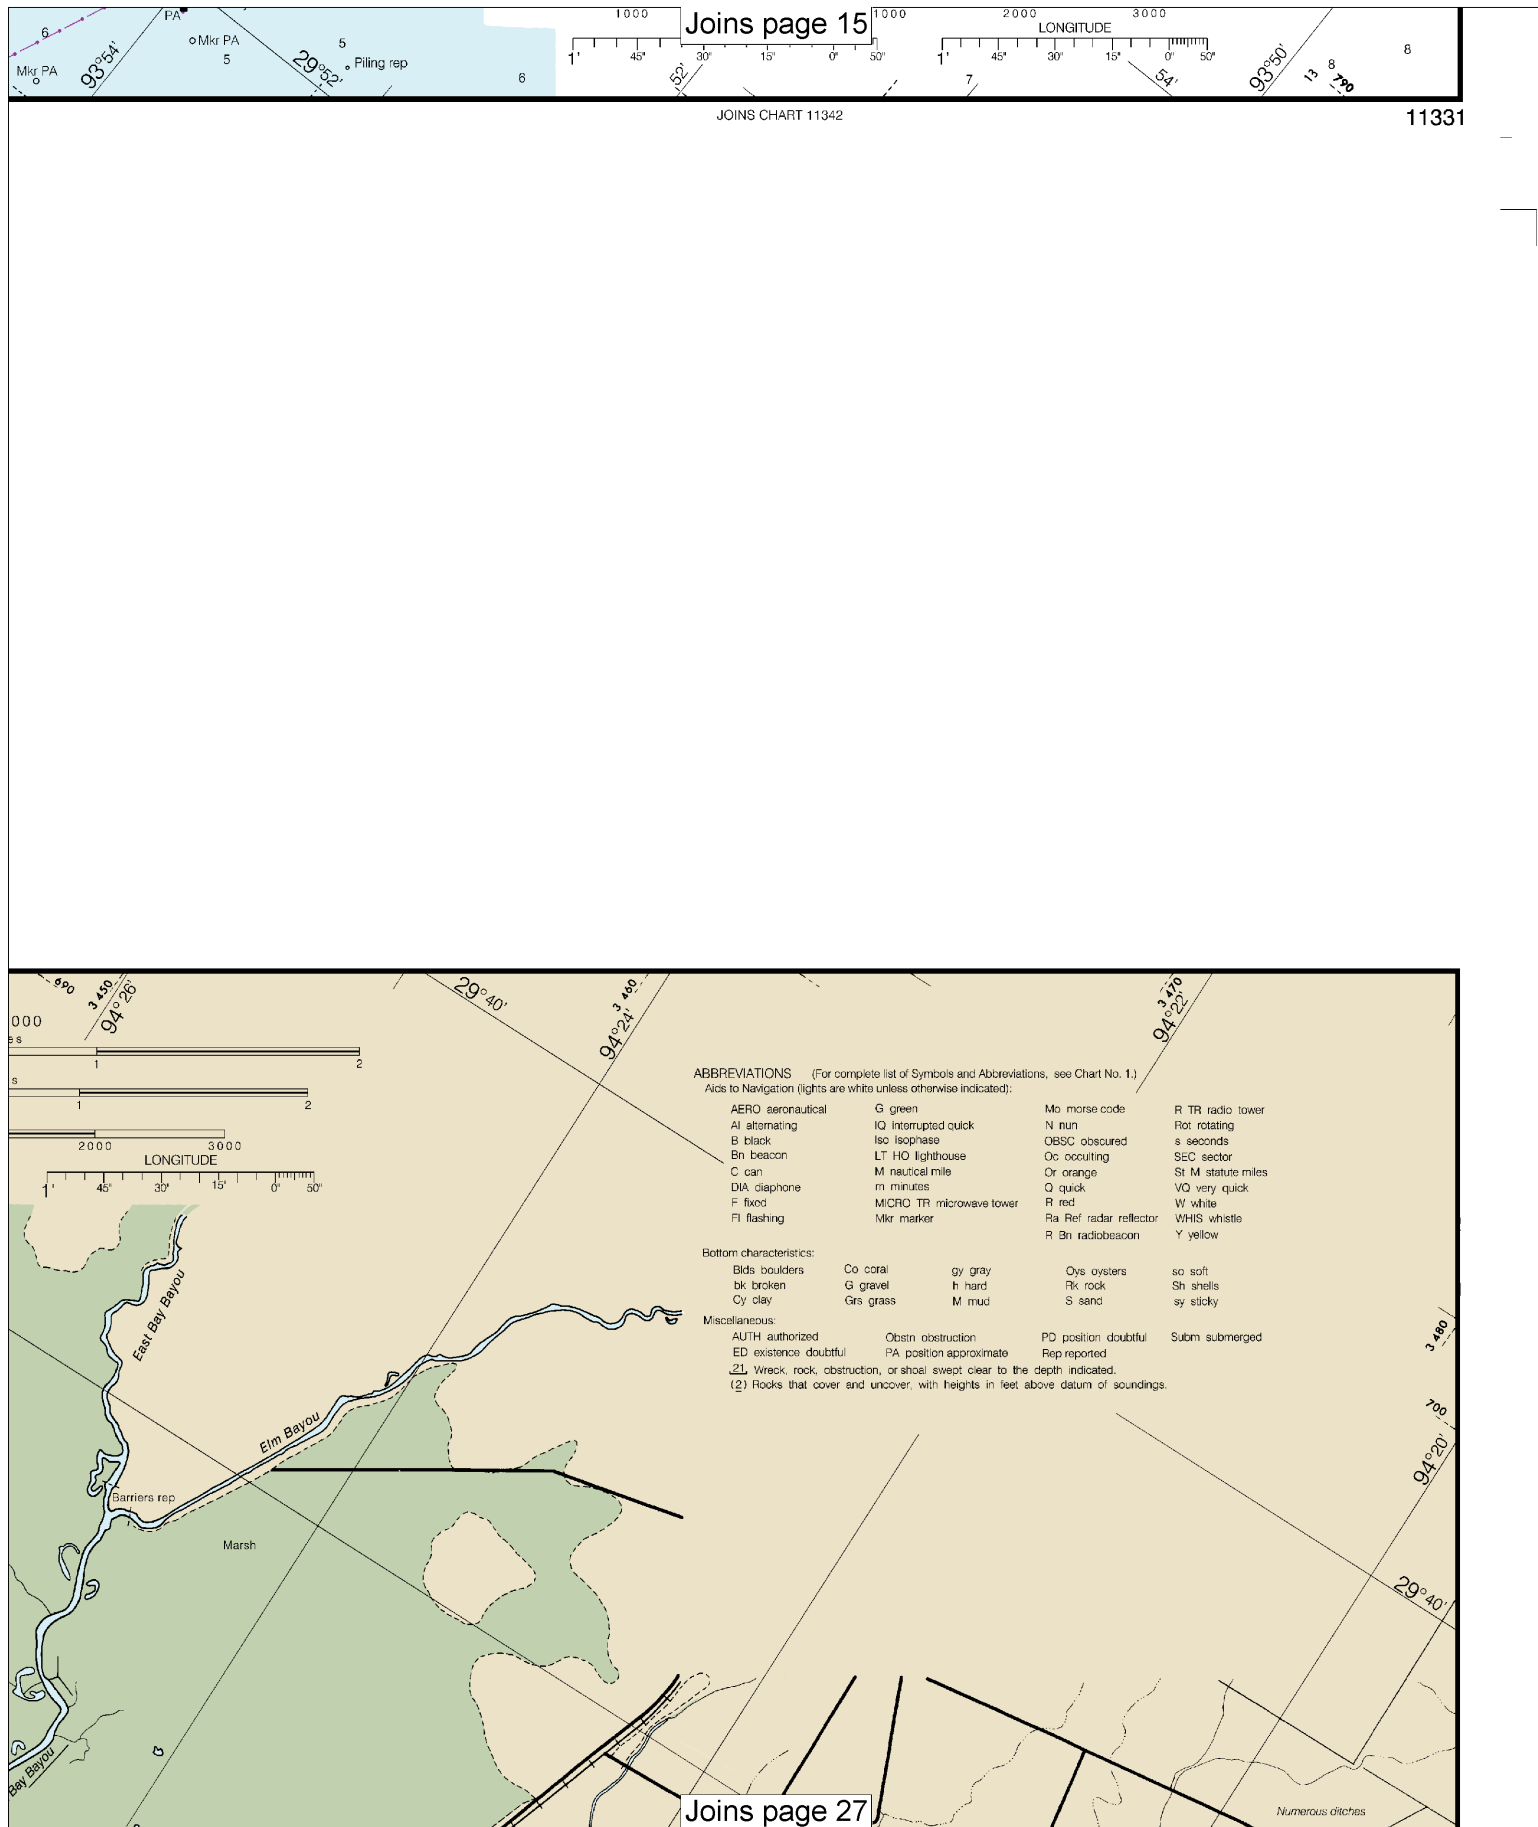 PA
6
Mkr PA
5
5
Mkr PA
93°54'
29°52'
Piling rep
6
1000
Joins page 15
1000
2000
3000
LONGITUDE
1'
45"
30"
15"
0"
50"
1'
45"
30"
15"
0"
50"
52'
7
54'
93°50'
13
8
790
8
JOINS CHART 11342
11331
690
3 450
94°26'
29°40'
3 460
94°24'
3 470
94°22'
000
es
1
2
s
1
2
2000
3000
LONGITUDE
1'
45"
30"
15"
0"
50"
ABBREVIATIONS (For complete list of Symbols and Abbreviations, see Chart No. 1.)
Aids to Navigation (lights are white unless otherwise indicated):
AERO aeronautical G green Mo morse code R TR radio tower
Al alternating IQ interrupted quick N nun Rot rotating
B black Iso isophase OBSC obscured s seconds
Bn beacon LT HO lighthouse Oc occulting SEC sector
C can M nautical mile Or orange St M statute miles
DIA diaphone m minutes Q quick VQ very quick
F fixed MICRO TR microwave tower R red W white
Fl flashing Mkr marker Ra Ref radar reflector WHIS whistle
R Bn radiobeacon Y yellow
Bottom characteristics:
Blds boulders Co coral gy gray Oys oysters so soft
bk broken G gravel h hard Rk rock Sh shells
Cy clay Grs grass M mud S sand sy sticky
Miscellaneous:
AUTH authorized Obstn obstruction PD position doubtful Subm submerged
ED existence doubtful PA position approximate Rep reported
21, Wreck, rock, obstruction, or shoal swept clear to the depth indicated.
(2) Rocks that cover and uncover, with heights in feet above datum of soundings.
East Bay Bayou
Elm Bayou
Barriers rep
Marsh
3 480
700
94°20'
29°40'
Bay Bayou
Joins page 27
Numerous ditches